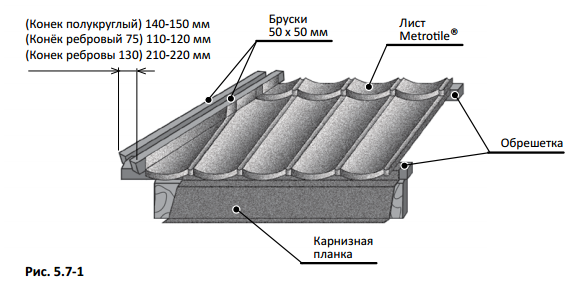 (Конек полукруглый) 140-150 мм
(Конёк ребровый 75) 110-120 мм
(Конек ребровы 130) 210-220 мм
Бруски
50 x 50 мм
Лист
Metrotile®
Обрешетка
Карнизная
планка
Рис. 5.7-1